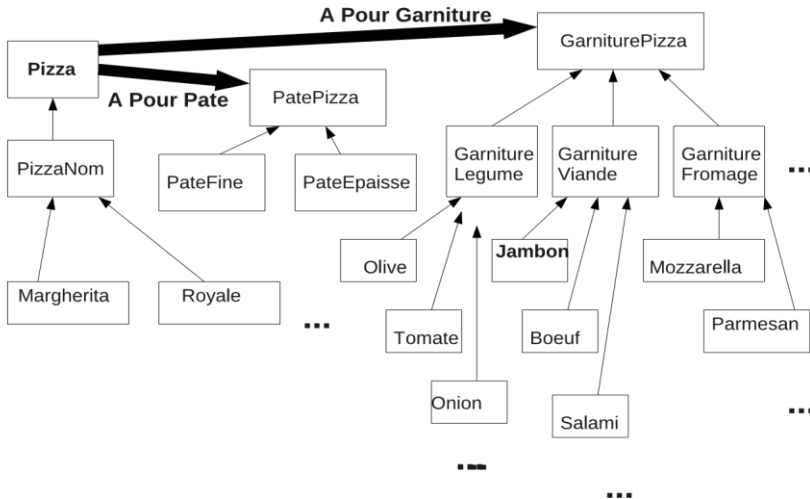 A Pour Garniture
GarniturePizza
Pizza
A Pour Pate
PatePizza
PizzaNom
PateFine
PateEpaisse
Garniture
Legume
Garniture
Viande
Garniture
Fromage
...
Olive
Jambon
Mozzarella
Margherita
Royale
...
Tomate
Boeuf
Parmesan
Onion
Salami
...
...
...